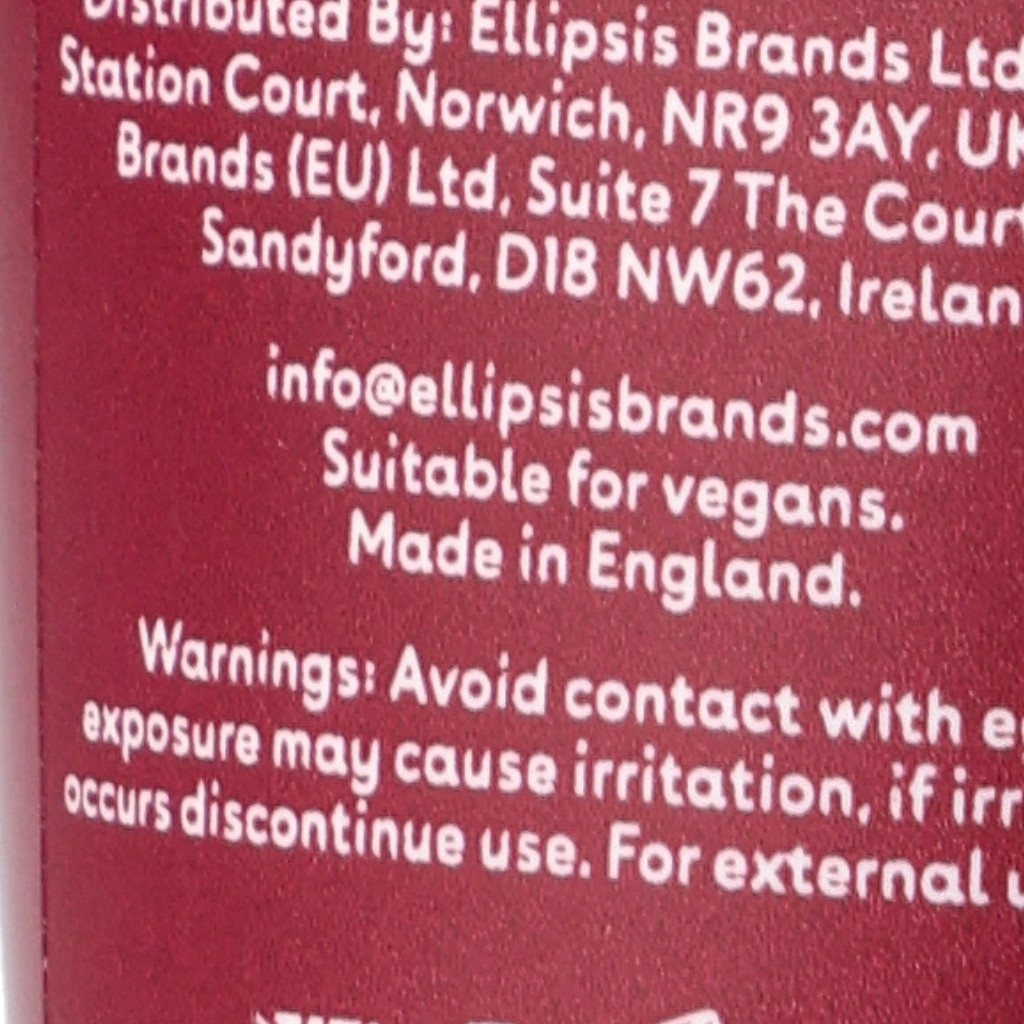 Distributed By: Ellipsis Brands Ltd
Station Court, Norwich, NR9 3AY, UK
Brands (EU) Ltd, Suite 7 The Court
Sandyford, D18 NW62, Irelan
info@ellipsisbrands.com
Suitable for vegans.
Made in England.
Warnings: Avoid contact with e
exposure may cause irritation, if irr
occurs discontinue use. For external u